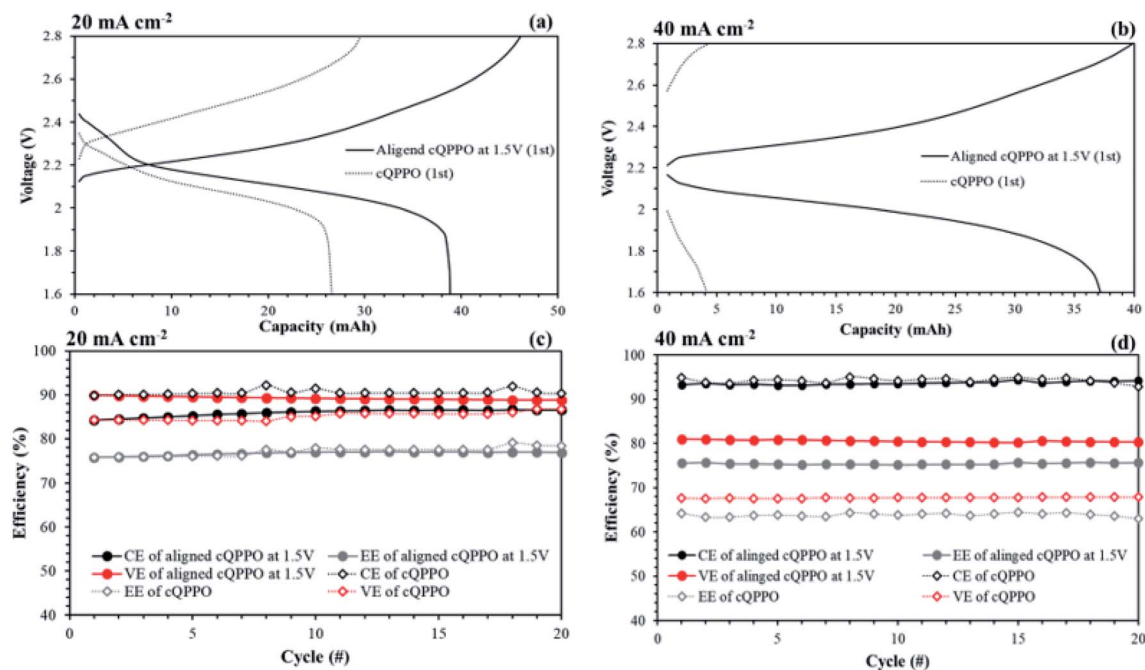 20 mA cm-2 (a)
2.8
2.6
2.4
2.2
2
1.8
1.6
Voltage (V)
Aligend cQPPO at 1.5V (1st)
cQPPO (1st)
0 10 20 30 40 50
Capacity (mAh)
40 mA cm-2 (b)
2.8
2.6
2.4
2.2
2
1.8
1.6
Voltage (V)
Aligned cQPPO at 1.5V (1st)
cQPPO (1st)
0 5 10 15 20 25 30 35 40
Capacity (mAh)
20 mA cm-2 (c)
100
90
80
70
60
50
40
Efficiency (%)
CE of aligned cQPPO at 1.5V EE of aligned cQPPO at 1.5V
VE of aligned cQPPO at 1.5V CE of cQPPO
EE of cQPPO VE of cQPPO
0 5 10 15 20
Cycle (#)
40 mA cm-2 (d)
100
90
80
70
60
50
40
Efficiency (%)
CE of alinged cQPPO at 1.5V EE of alinged cQPPO at 1.5V
VE of alinged cQPPO at 1.5V CE of cQPPO
EE of cQPPO VE of cQPPO
0 5 10 15 20
Cycle (#)